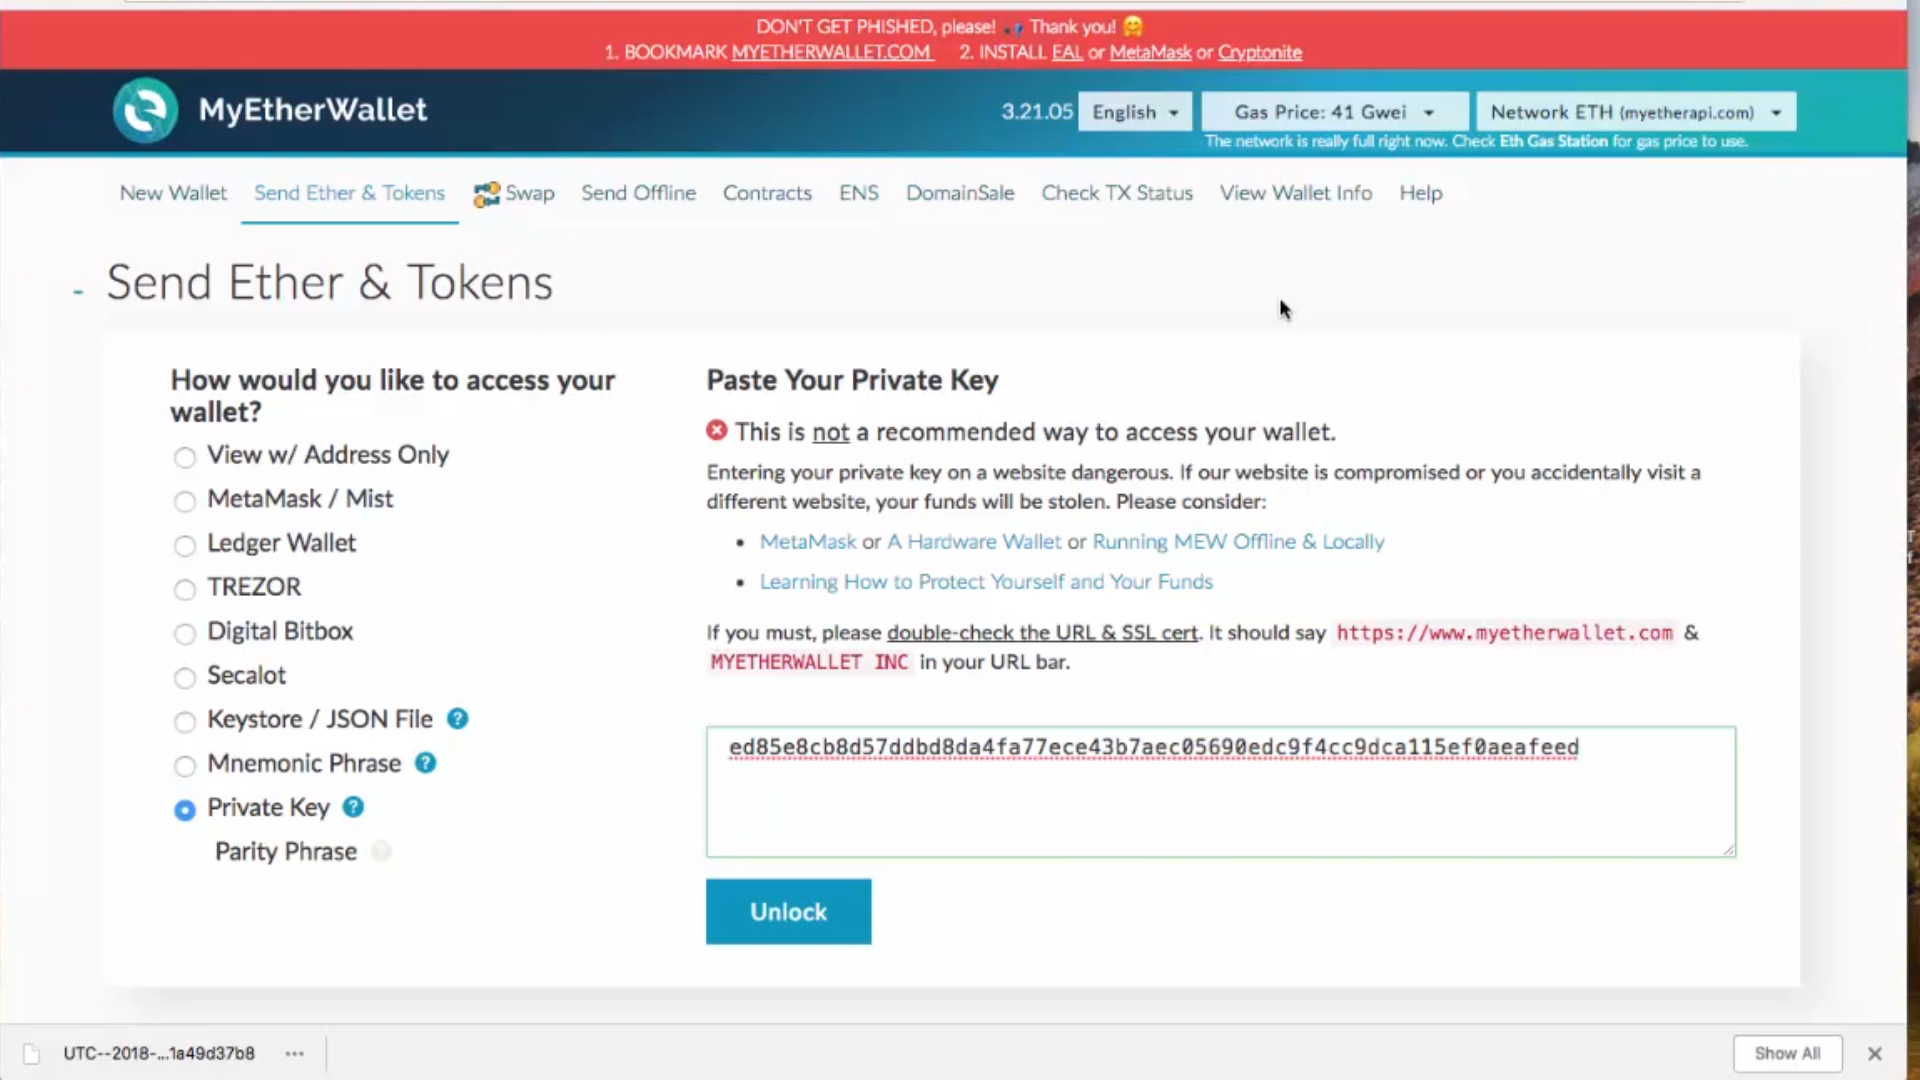 DON'T GET PHISHED, please! Thank you!
1. BOOKMARK MYETHERWALLET.COM 2. INSTALL EAL or MetaMask or Cryptonite
MyEtherWallet
3.21.05 English Gas Price: 41 Gwei Network ETH (myetherapi.com)
The network is really full right now. Check Eth Gas Station for gas price to use.
New Wallet Send Ether & Tokens Swap Send Offline Contracts ENS DomainSale Check TX Status View Wallet Info Help
- Send Ether & Tokens
How would you like to access your
wallet?
View w/ Address Only
MetaMask / Mist
Ledger Wallet
TREZOR
Digital Bitbox
Secalot
Keystore / JSON File ?
Mnemonic Phrase ?
Private Key ?
Parity Phrase
Paste Your Private Key
This is not a recommended way to access your wallet.
Entering your private key on a website dangerous. If our website is compromised or you accidentally visit a
different website, your funds will be stolen. Please consider:
• MetaMask or A Hardware Wallet or Running MEW Offline & Locally
• Learning How to Protect Yourself and Your Funds
If you must, please double-check the URL & SSL cert. It should say https://www.myetherwallet.com &
MYETHERWALLET INC in your URL bar.
ed85e8cb8d57ddbd8da4fa77ece43b7aec05690edc9f4cc9dca115ef0aeafeed
Unlock
UTC--2018-...1a49d37b8
Show All